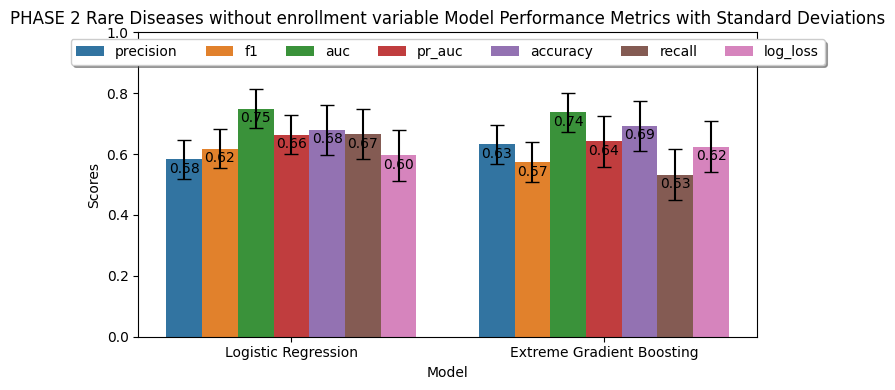 PHASE 2 Rare Diseases without enrollment variable Model Performance Metrics with Standard Deviations
1.0
precision f1 auc pr_auc accuracy recall log_loss
0.8
0.6
0.4
0.2
0.0
Scores
0.58 0.62 0.75 0.66 0.68 0.67 0.60
0.63 0.57 0.74 0.64 0.69 0.53 0.62
Logistic Regression Extreme Gradient Boosting
Model